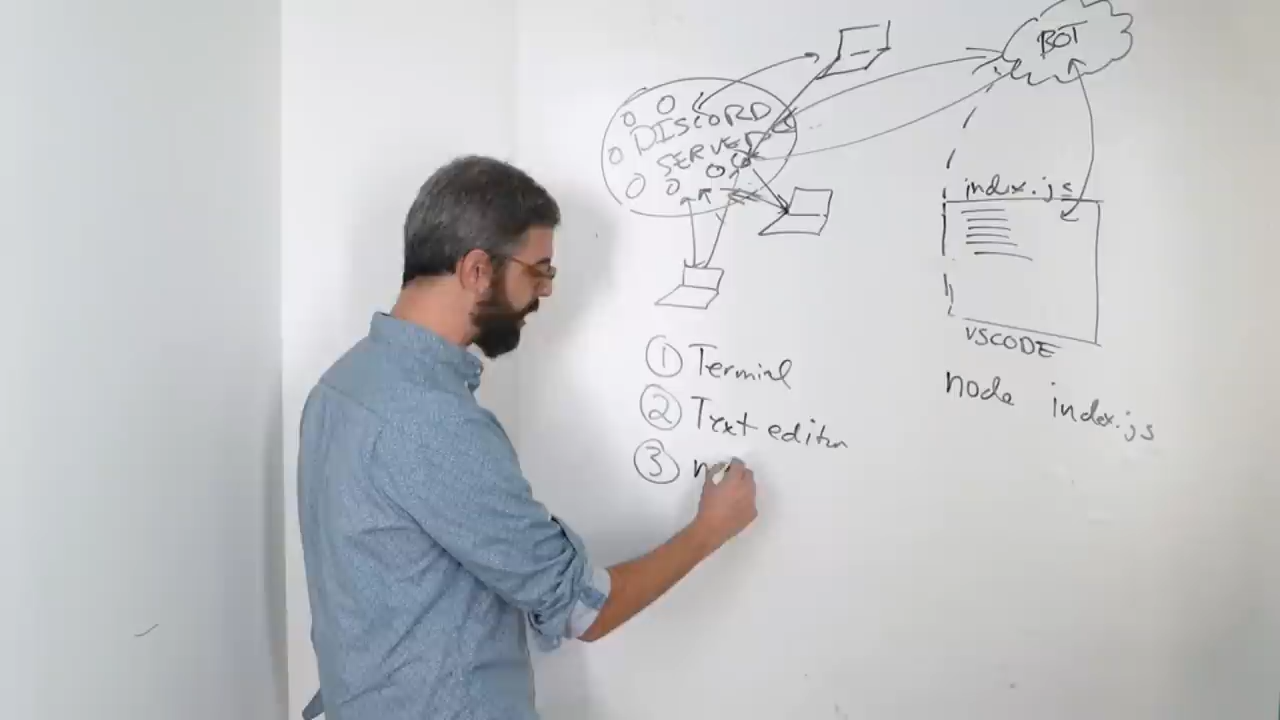 BOT
DISCORD
SERVER
index.js
VSCODE
① Terminal
② Text editor
③ n
node index.js